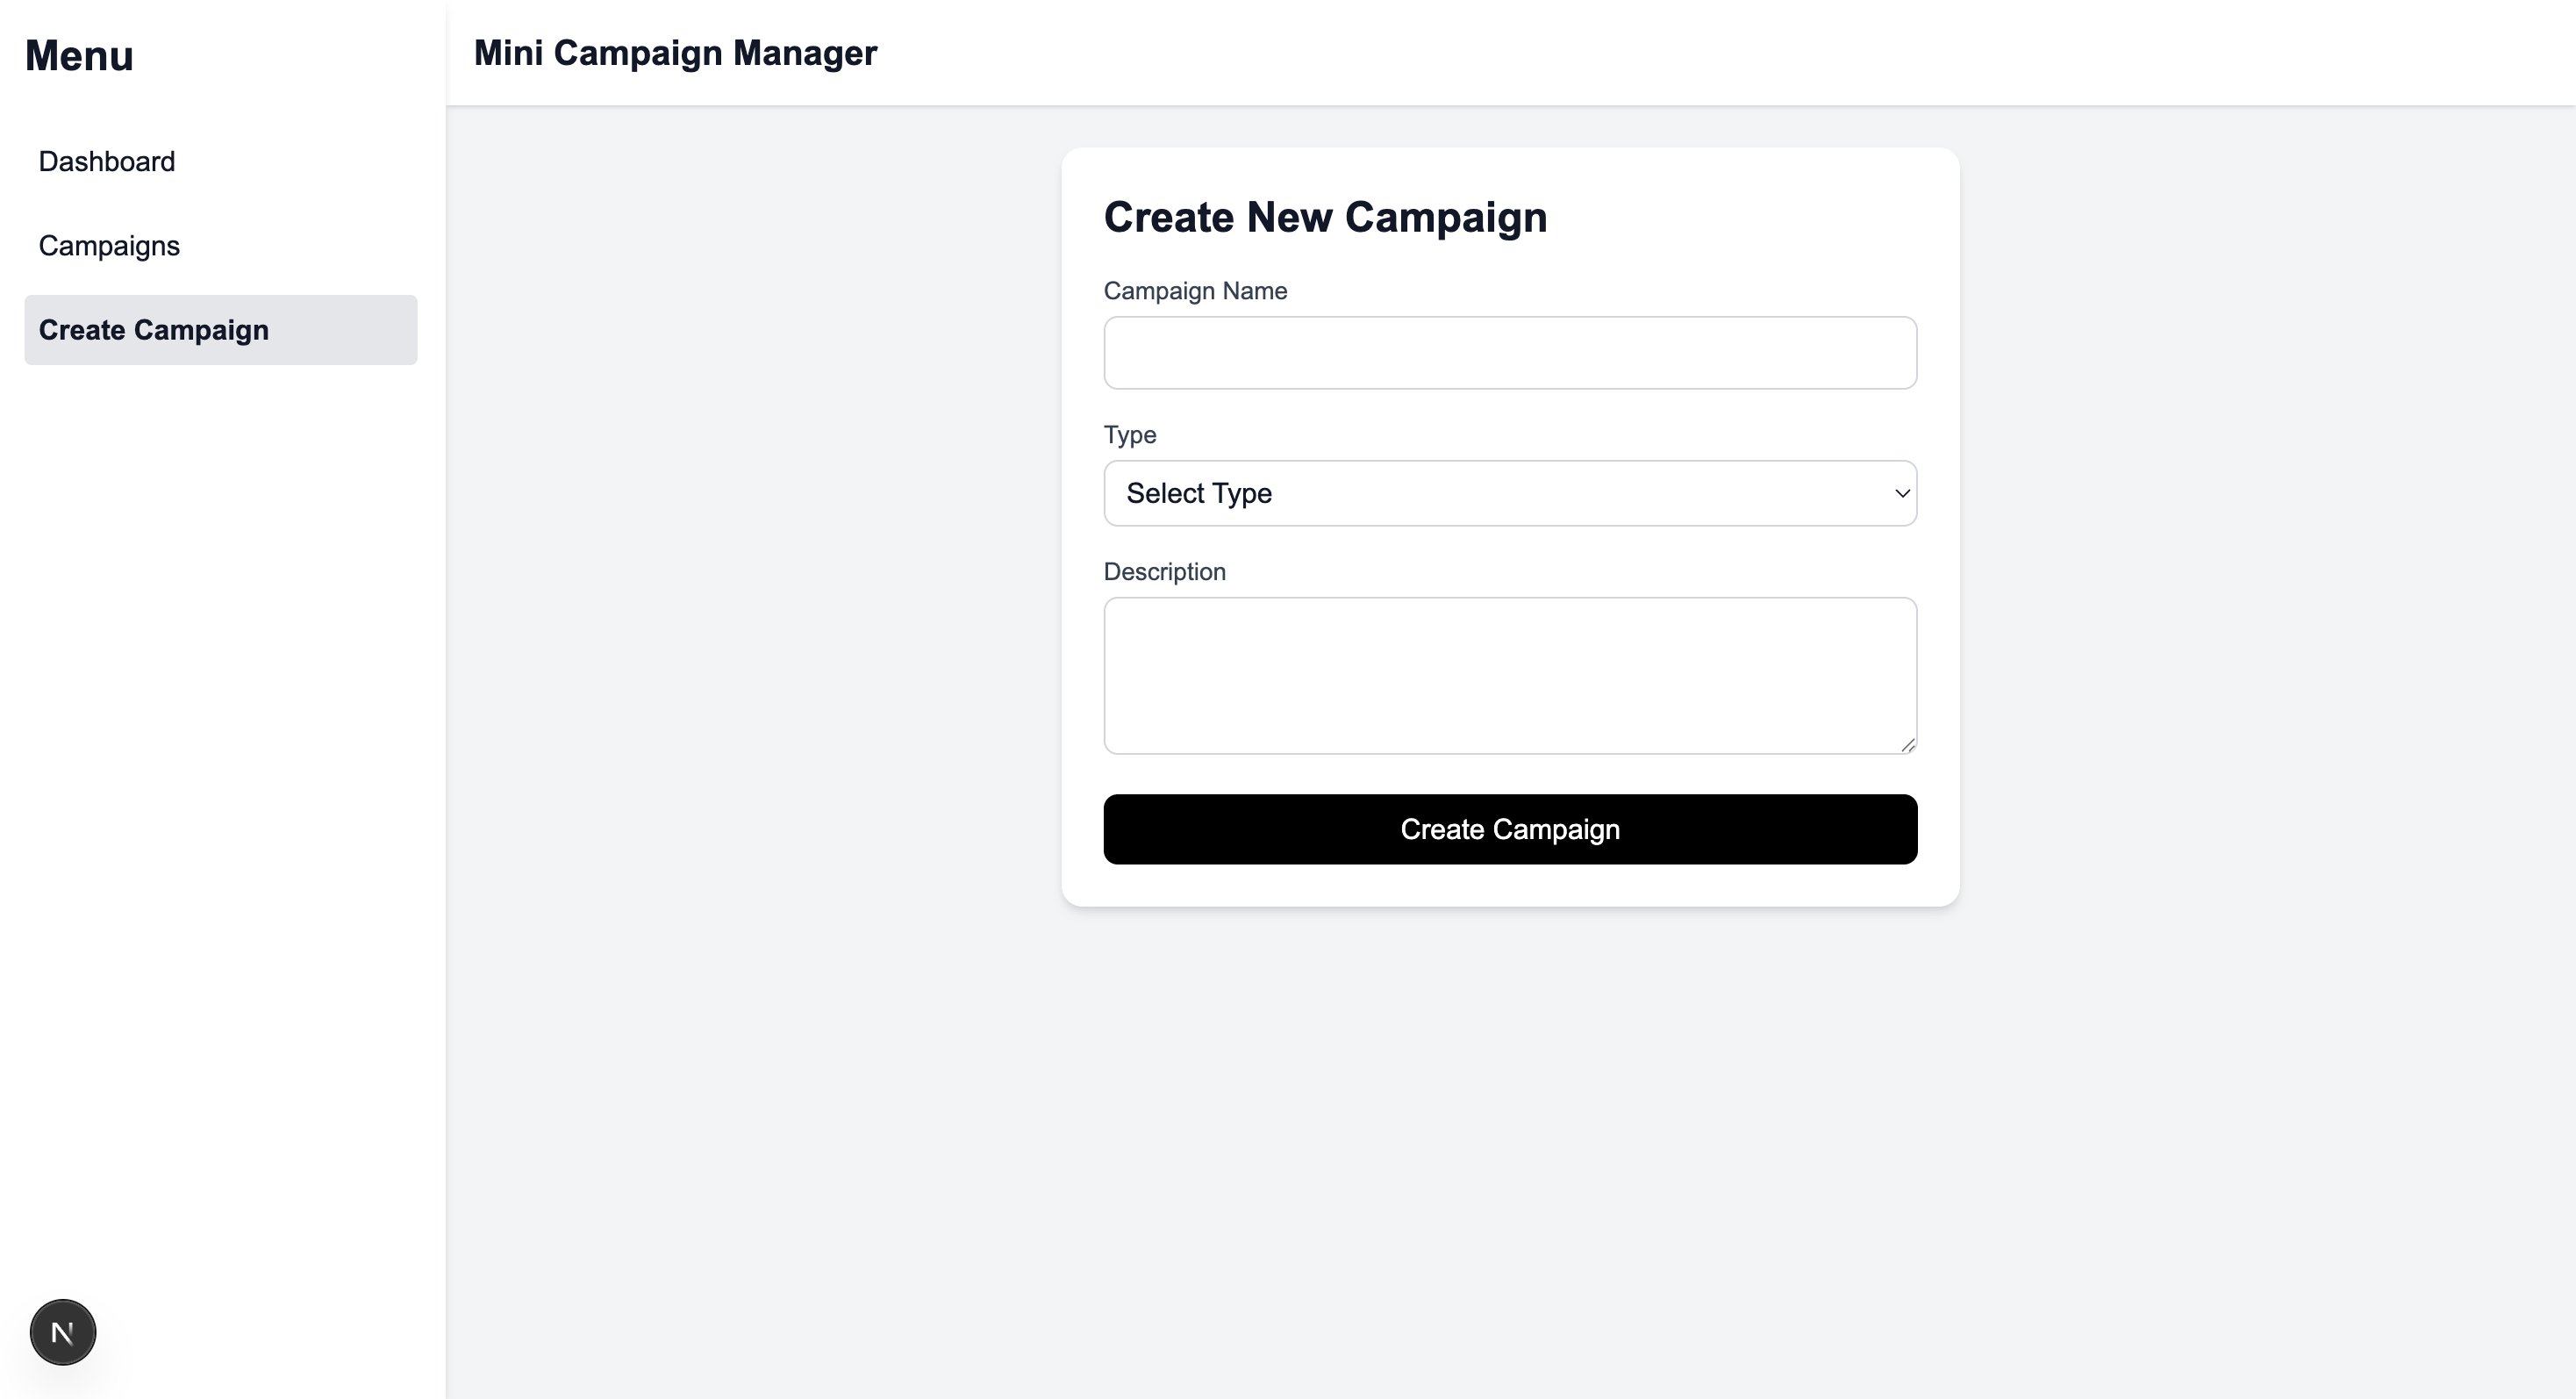 Menu
Dashboard
Campaigns
Create Campaign
Mini Campaign Manager
Create New Campaign
Campaign Name
Type
Select Type
Description
Create Campaign
N